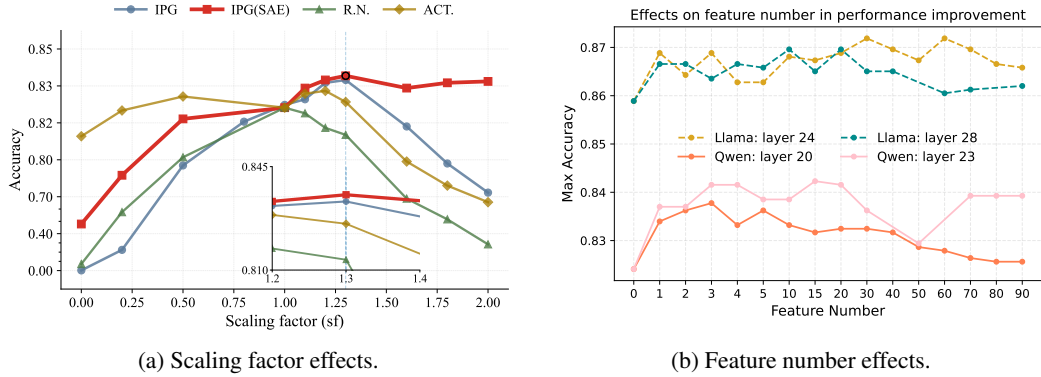 IPG IPG(SAE) R.N. ACT.
Accuracy
0.85
0.83
0.82
0.80
0.70
0.40
0.00
0.845
0.810
1.2 1.3 1.4
0.00 0.25 0.50 0.75 1.00 1.25 1.50 1.75 2.00
Scaling factor (sf)
(a) Scaling factor effects.
Effects on feature number in performance improvement
Max Accuracy
0.87
0.86
0.85
0.84
0.83
Llama: layer 24 Llama: layer 28
Qwen: layer 20 Qwen: layer 23
0 1 2 3 4 5 10 15 20 30 40 50 60 70 80 90
Feature Number
(b) Feature number effects.